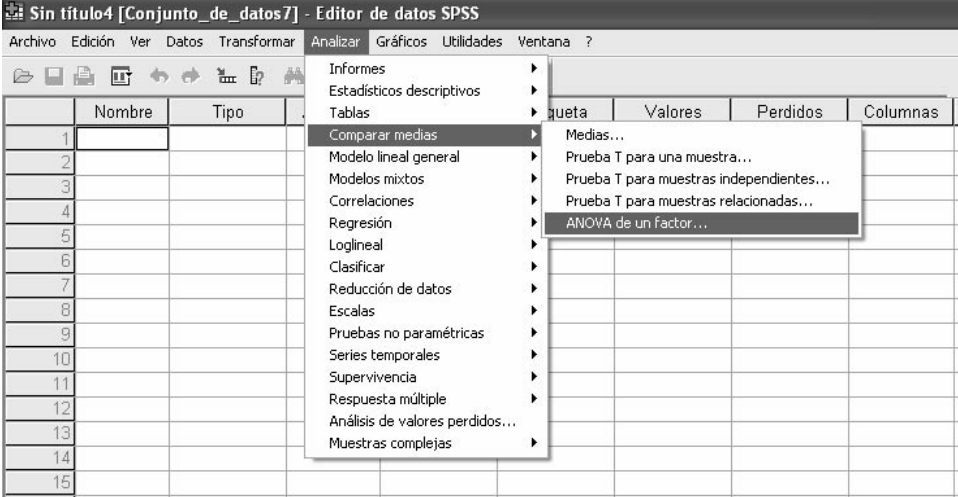 Sin título4 [Conjunto_de_datos7] - Editor de datos SPSS
Archivo Edición Ver Datos Transformar Analizar Gráficos Utilidades Ventana ?
Informes
Estadísticos descriptivos
Nombre Tipo Tablas queta Valores Perdidos Columnas
1 Comparar medias Medias...
2 Modelo lineal general Prueba T para una muestra...
3 Modelos mixtos Prueba T para muestras independientes...
4 Correlaciones Prueba T para muestras relacionadas...
5 Regresión ANOVA de un factor...
6 Loglineal
7 Clasificar
Reducción de datos
8 Escalas
9 Pruebas no paramétricas
10 Series temporales
11 Supervivencia
12 Respuesta múltiple
13 Análisis de valores perdidos...
14 Muestras complejas
15